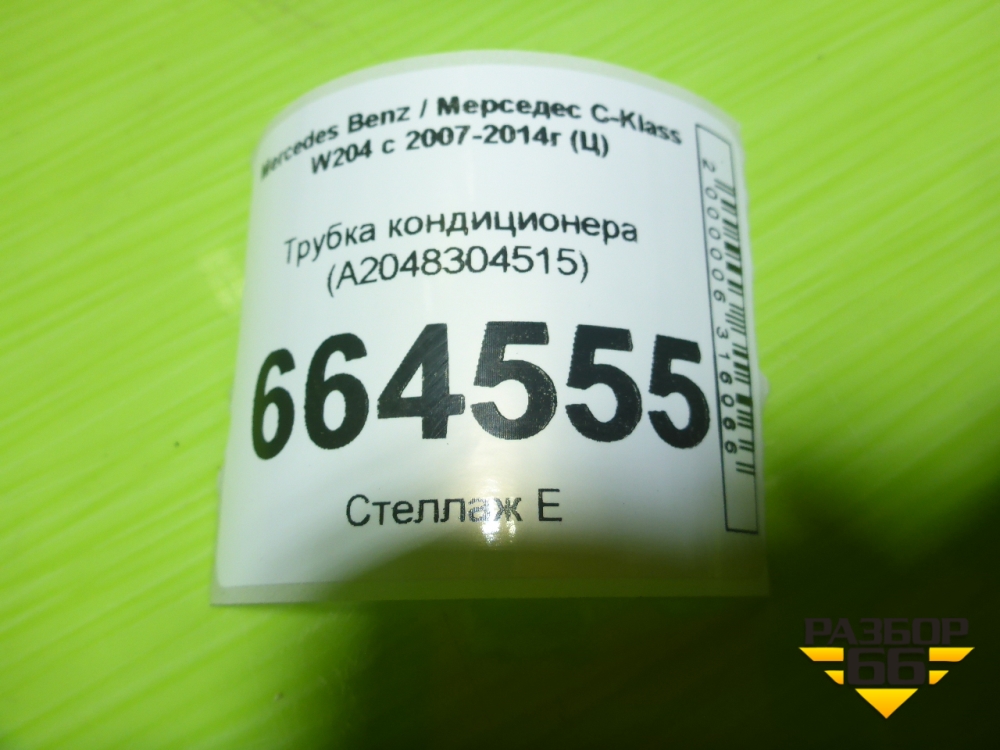 Mercedes Benz / Мерседес C-Klass
W204 с 2007-2014г (Ц)
Трубка кондиционера
(A2048304515)
664555
Стеллаж Е
2000006316066
РАЗБОР
66